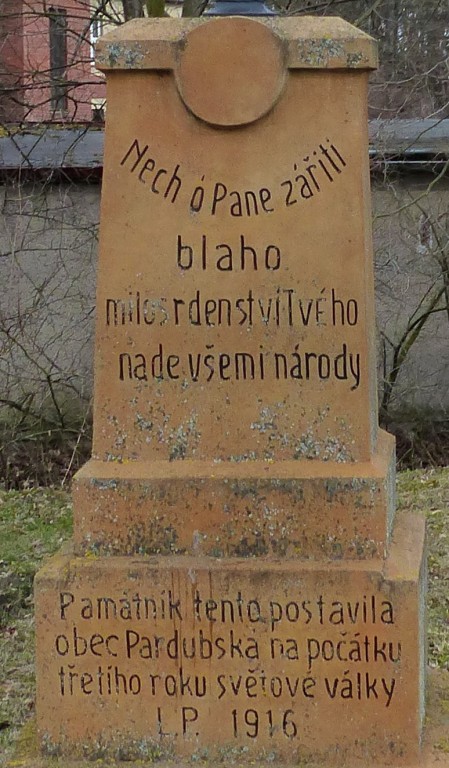 Nech ó Pane zářiti
blaho
milosrdenství Tvého
nade všemi národy
Památník tento postavila
obec Pardubská na počátku
třetího roku světové války
L.P. 1916